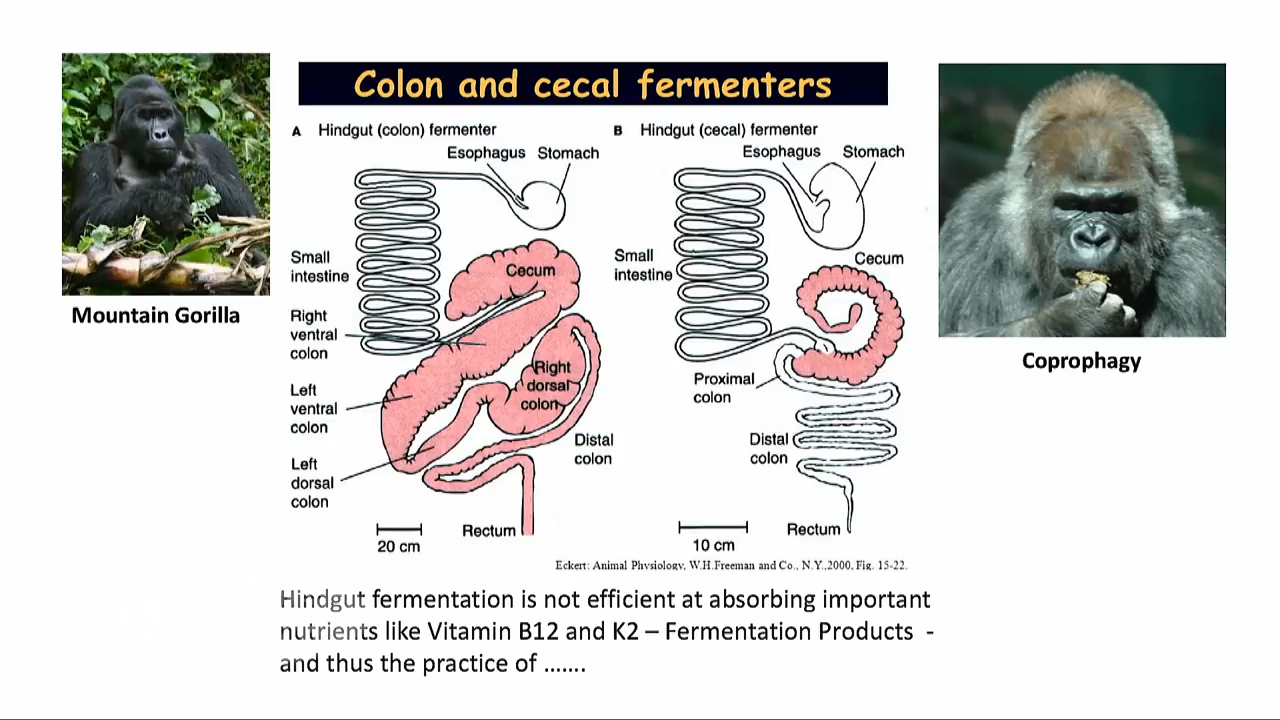 Colon and cecal fermenters
A Hindgut (colon) fermenter
Esophagus Stomach
Small
intestine
Cecum
Right
ventral
colon
Right
dorsal
colon
Left
ventral
colon
Distal
colon
Left
dorsal
colon
Rectum
20 cm
B Hindgut (cecal) fermenter
Esophagus Stomach
Small
intestine
Cecum
Proximal
colon
Distal
colon
Rectum
10 cm
Eckert: Animal Physiology, W.H.Freeman and Co., N.Y.,2000, Fig. 15-22.
Mountain Gorilla
Coprophagy
Hindgut fermentation is not efficient at absorbing important
nutrients like Vitamin B12 and K2 – Fermentation Products -
and thus the practice of .......